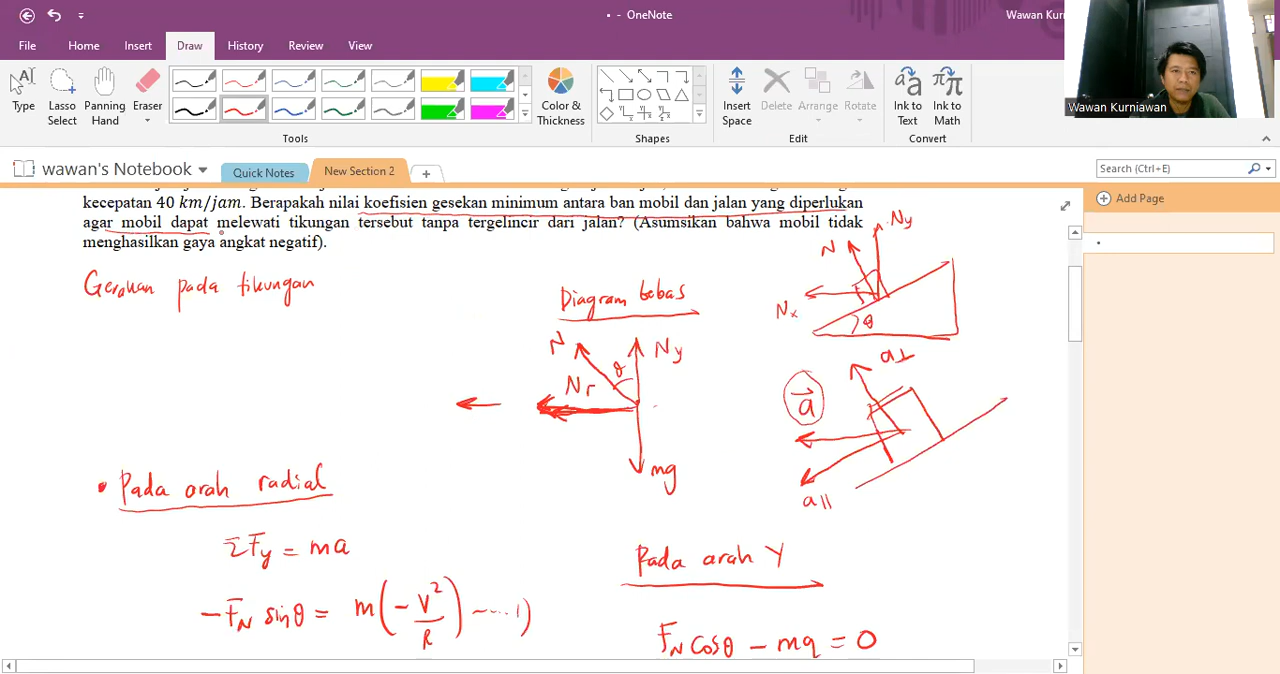 - OneNote
Wawan Kur
Wawan Kurniawan
File Home Insert Draw History Review View
Type
Lasso Select
Panning Hand
Eraser
Color & Thickness
Insert Space
Delete
Arrange
Rotate
Ink to Text
Ink to Math
Tools
Shapes
Edit
Convert
wawan's Notebook
Quick Notes
New Section 2
Search (Ctrl+E)
Add Page
kecepatan 40 km/jam. Berapakah nilai koefisien gesekan minimum antara ban mobil dan jalan yang diperlukan
agar mobil dapat melewati tikungan tersebut tanpa tergelincir dari jalan? (Asumsikan bahwa mobil tidak
menghasilkan gaya angkat negatif).
Gerakan pada tikungan
Diagram bebas
N
θ
Ny
Nr
mg
N
Ny
Nx
θ
a⊥
a⃗
a||
• Pada arah radial
ΣFy = ma
-F_N sinθ = m(-V²/R) ----1)
Pada arah Y
F_N cosθ - mg = 0